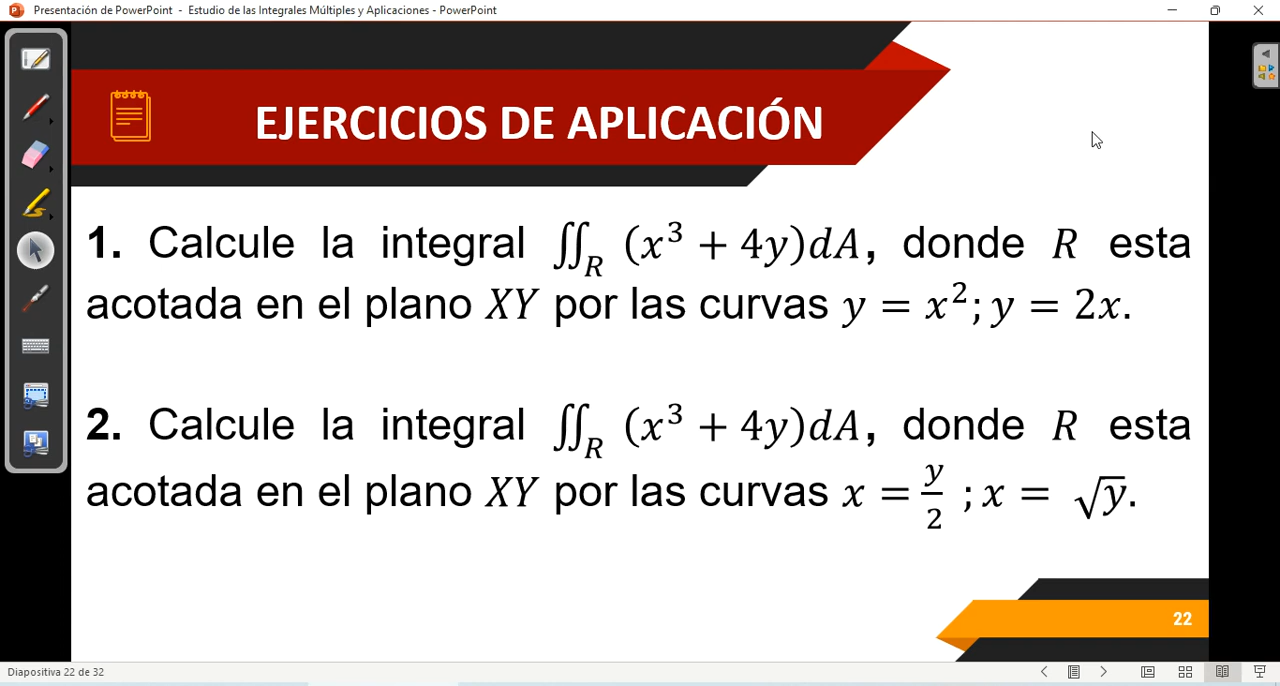 Presentación de PowerPoint - Estudio de las Integrales Múltiples y Aplicaciones - PowerPoint
EJERCICIOS DE APLICACIÓN
1. Calcule la integral ∬_R (x³ + 4y)dA, donde R esta
acotada en el plano XY por las curvas y = x²; y = 2x.
2. Calcule la integral ∬_R (x³ + 4y)dA, donde R esta
acotada en el plano XY por las curvas x = y/2 ; x = √y.
22
Diapositiva 22 de 32